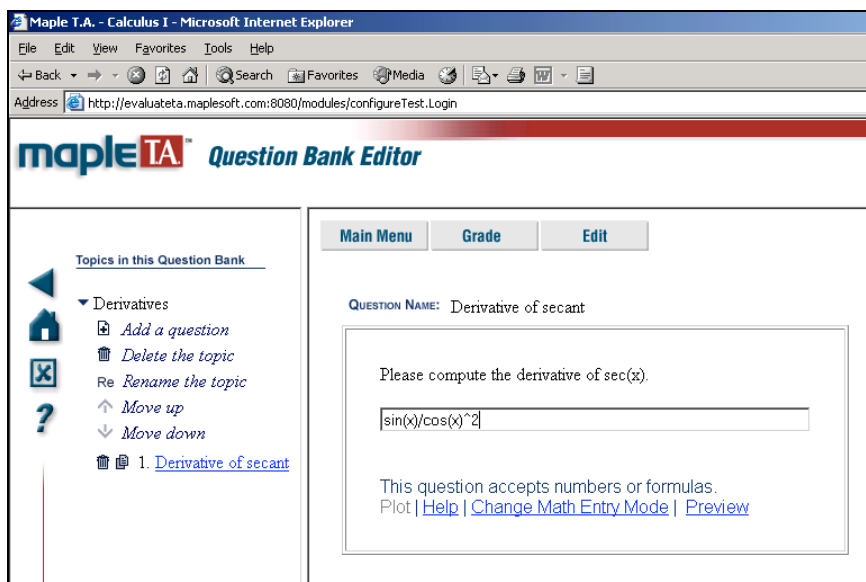 Maple T.A. - Calculus I - Microsoft Internet Explorer
File Edit View Favorites Tools Help
Back Search Favorites Media
Address http://evaluateta.maplesoft.com:8080/modules/configureTest.Login
maple T.A.™ Question Bank Editor
Main Menu Grade Edit
Topics in this Question Bank
Derivatives
Add a question
Delete the topic
Re Rename the topic
Move up
Move down
1. Derivative of secant
QUESTION NAME: Derivative of secant
Please compute the derivative of sec(x).
sin(x)/cos(x)^2
This question accepts numbers or formulas.
Plot | Help | Change Math Entry Mode | Preview